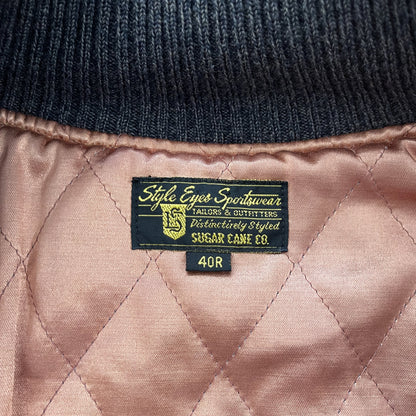 Style Eyes Sportswear
TAILORS & OUTFITTERS
Distinctively Styled
SUGAR CANE CO.
40R